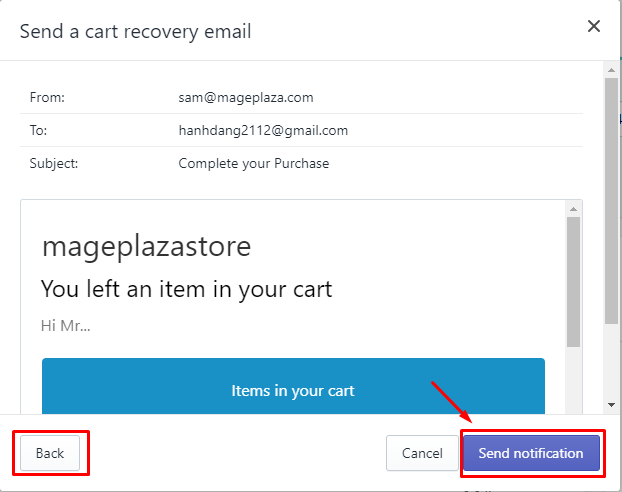 Send a cart recovery email
From: sam@mageplaza.com
To: hanhdang2112@gmail.com
Subject: Complete your Purchase
mageplazastore
You left an item in your cart
Hi Mr...
Items in your cart
Back Cancel Send notification